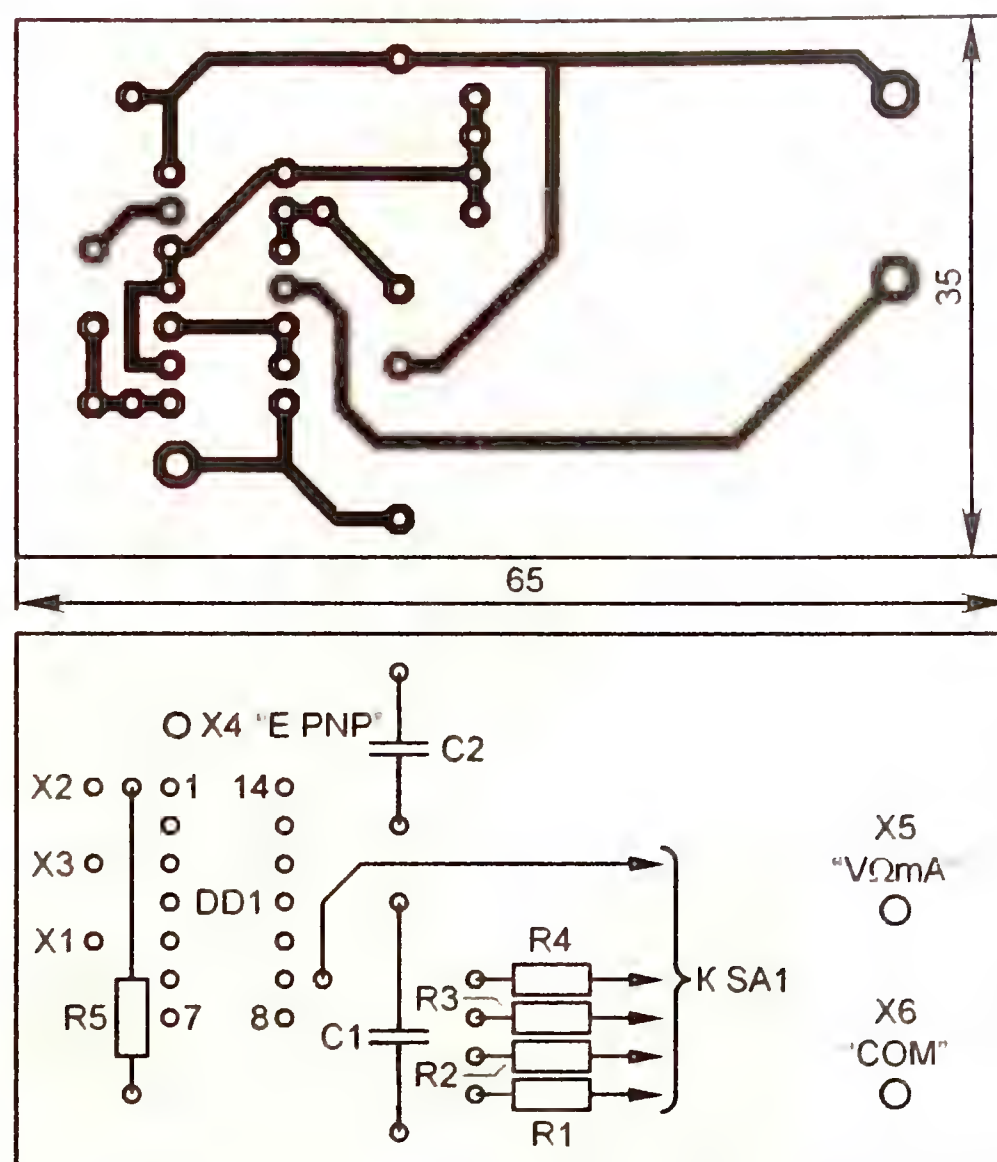 35
65
X4 "E PNP"
C2
X2
1
14
X5
"VΩmA"
X3
DD1
X1
R4
К SA1
R3
R5
7
8
C1
X6
"COM"
R2
R1